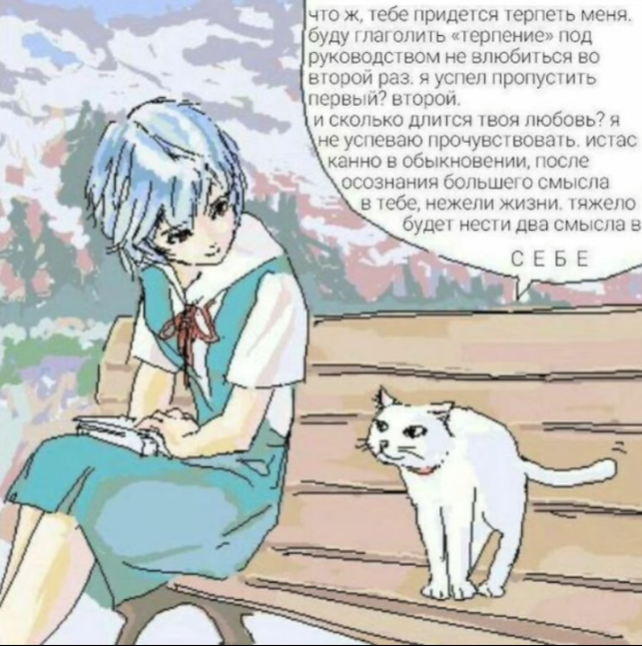 что ж, тебе придется терпеть меня.
буду глаголить «терпение» под
руководством не влюбиться во
второй раз. я успел пропустить
первый? второй.
и сколько длится твоя любовь? я
не успеваю прочувствовать. истас
канно в обыкновении, после
осознания большего смысла
в тебе, нежели жизни. тяжело
будет нести два смысла в
С Е Б Е